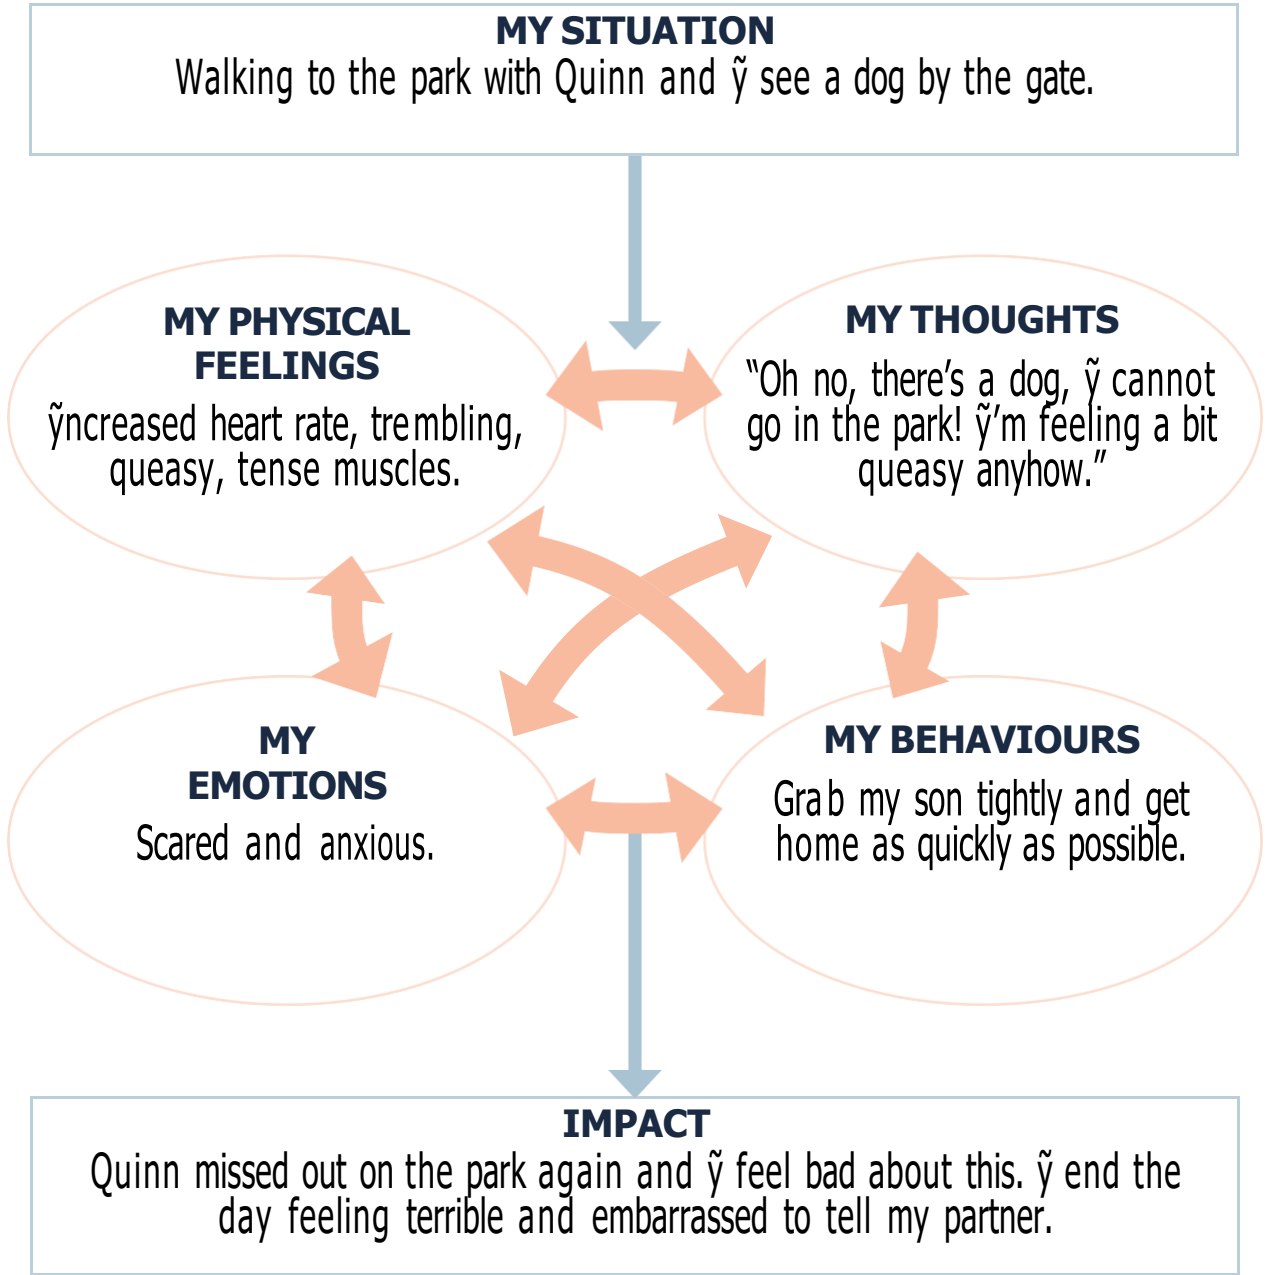 MY SITUATION
Walking to the park with Quinn and ỹ see a dog by the gate.
MY PHYSICAL
FEELINGS
ỹncreased heart rate, trembling,
queasy, tense muscles.
MY THOUGHTS
“Oh no, there’s a dog, ỹ cannot
go in the park! ỹ’m feeling a bit
queasy anyhow.”
MY
EMOTIONS
Scared and anxious.
MY BEHAVIOURS
Grab my son tightly and get
home as quickly as possible.
IMPACT
Quinn missed out on the park again and ỹ feel bad about this. ỹ end the
day feeling terrible and embarrassed to tell my partner.